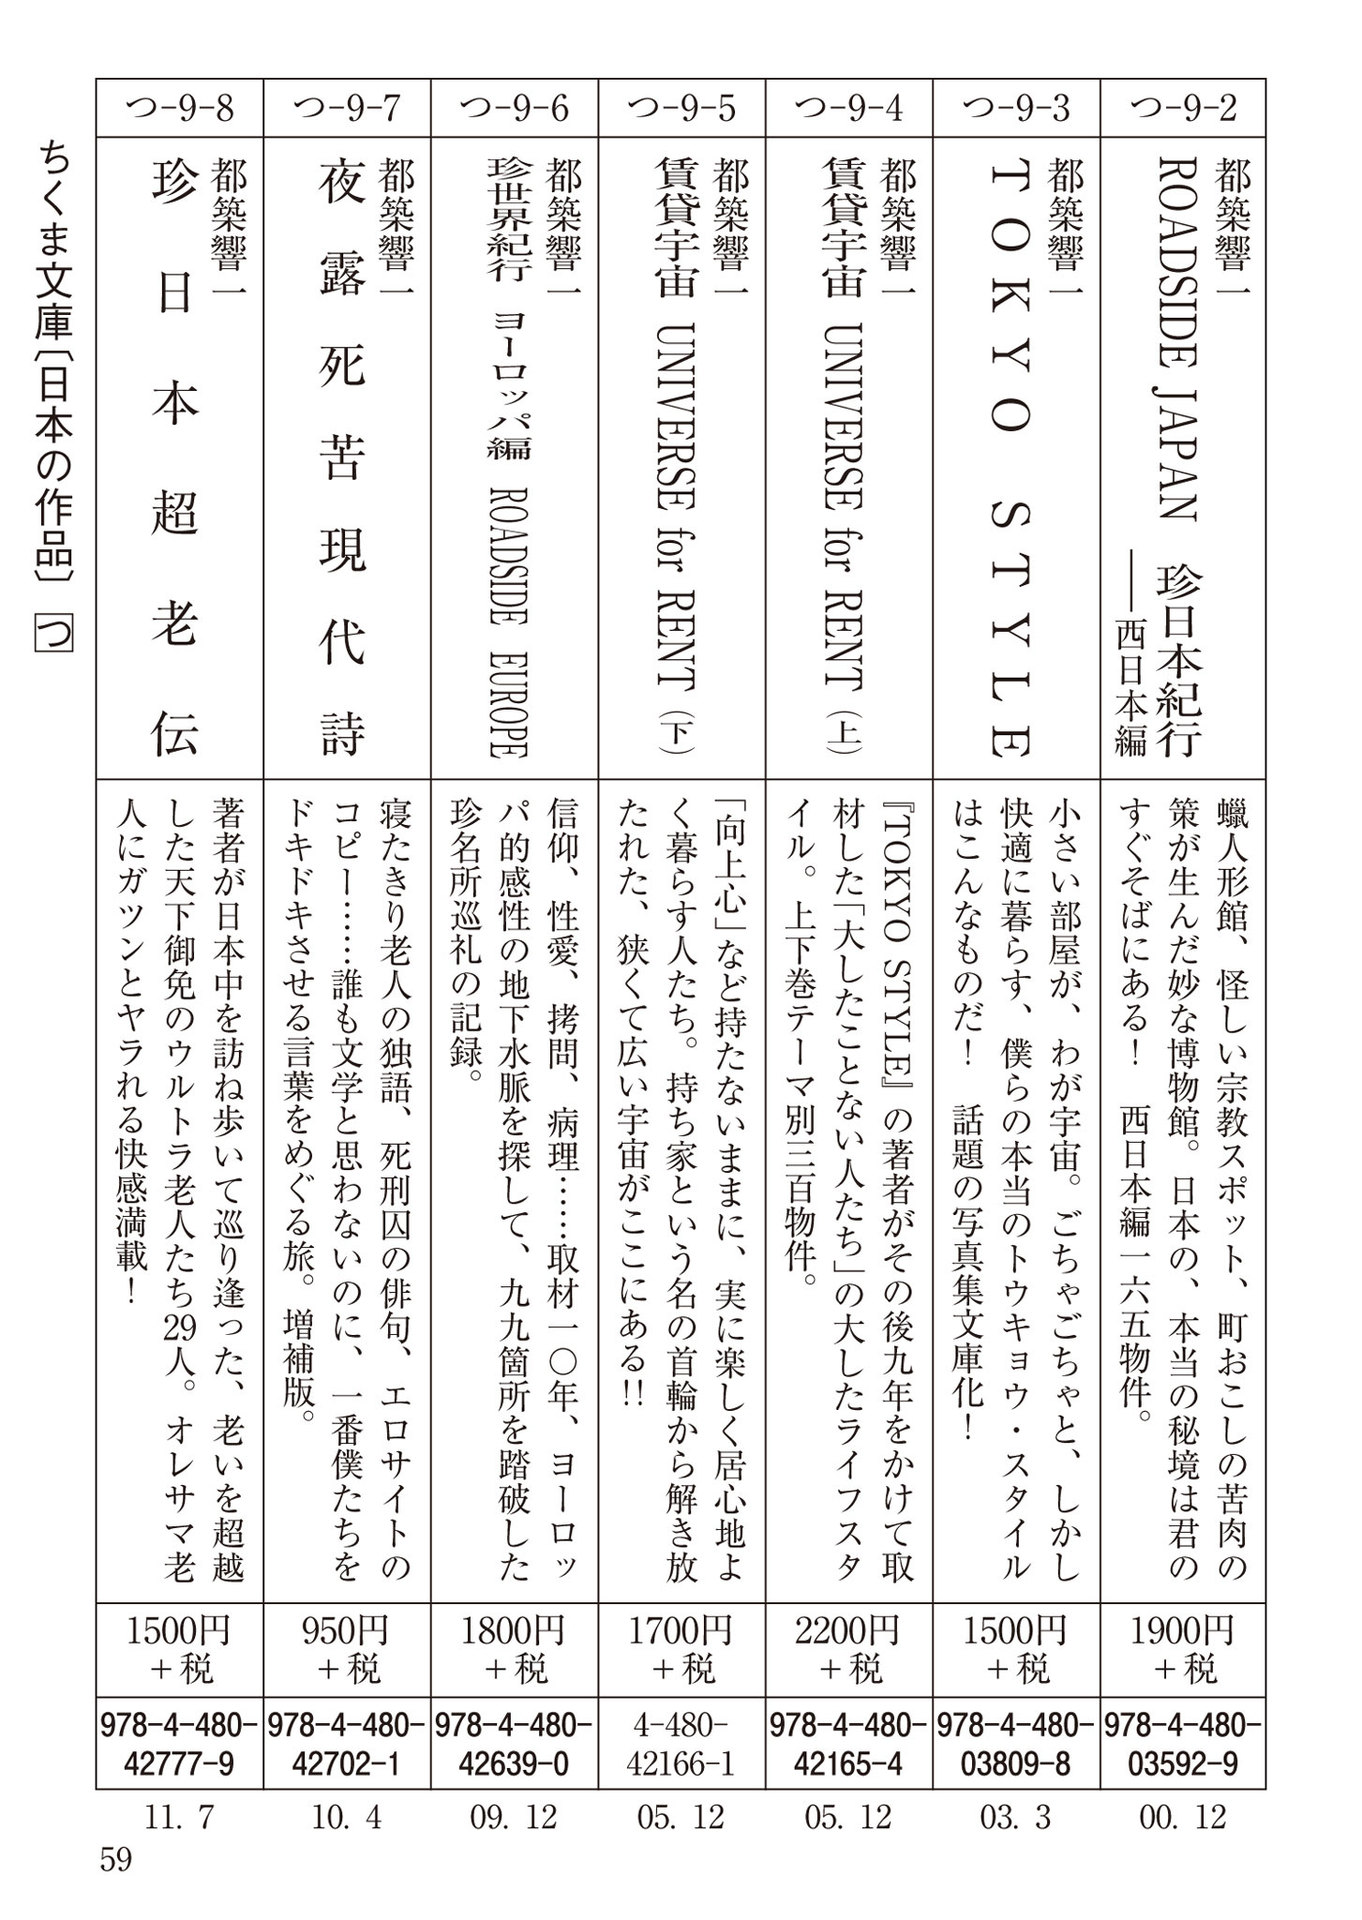 つ-9-2
都築響一
ROADSIDE JAPAN 珍日本紀行
――西日本編
蠟人形館、怪しい宗教スポット、町おこしの苦肉の
策が生んだ妙な博物館。日本の、本当の秘境は君の
すぐそばにある！　西日本編一六五物件。
1900円
＋税
978-4-480-
03592-9
00. 12
つ-9-3
都築響一
TOKYO STYLE
小さい部屋が、わが宇宙。ごちゃごちゃと、しかし
快適に暮らす、僕らの本当のトウキョウ・スタイル
はこんなものだ！　話題の写真集文庫化！
1500円
＋税
978-4-480-
03809-8
03. 3
つ-9-4
都築響一
賃貸宇宙 UNIVERSE for RENT（上）
『TOKYO STYLE』の著者がその後九年をかけて取
材した「大したことない人たち」の大したライフスタ
イル。上下巻テーマ別三百物件。
2200円
＋税
978-4-480-
42165-4
05. 12
つ-9-5
都築響一
賃貸宇宙 UNIVERSE for RENT（下）
「向上心」など持たないままに、実に楽しく居心地よ
く暮らす人たち。持ち家という名の首輪から解き放
たれた、狭くて広い宇宙がここにある!!
1700円
＋税
4-480-
42166-1
05. 12
つ-9-6
都築響一
珍世界紀行 ヨーロッパ編 ROADSIDE EUROPE
信仰、性愛、拷問、病理……取材一〇年、ヨーロッ
パ的感性の地下水脈を探して、九九箇所を踏破した
珍名所巡礼の記録。
1800円
＋税
978-4-480-
42639-0
09. 12
つ-9-7
都築響一
夜露死苦現代詩
寝たきり老人の独語、死刑囚の俳句、エロサイトの
コピー……誰も文学と思わないのに、一番僕たちを
ドキドキさせる言葉をめぐる旅。増補版。
950円
＋税
978-4-480-
42702-1
10. 4
つ-9-8
都築響一
珍日本超老伝
著者が日本中を訪ね歩いて巡り逢った、老いを超越
した天下御免のウルトラ老人たち29人。オレサマ老
人にガツンとヤラれる快感満載！
1500円
＋税
978-4-480-
42777-9
11. 7
ちくま文庫〔日本の作品〕 つ
59